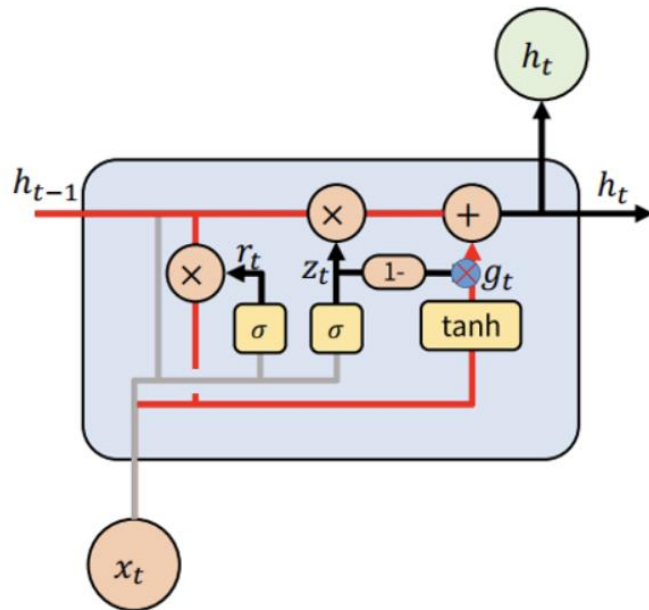 h_t
h_{t-1}
×
+
h_t
×
r_t
z_t
1-
×
g_t
σ
σ
tanh
x_t